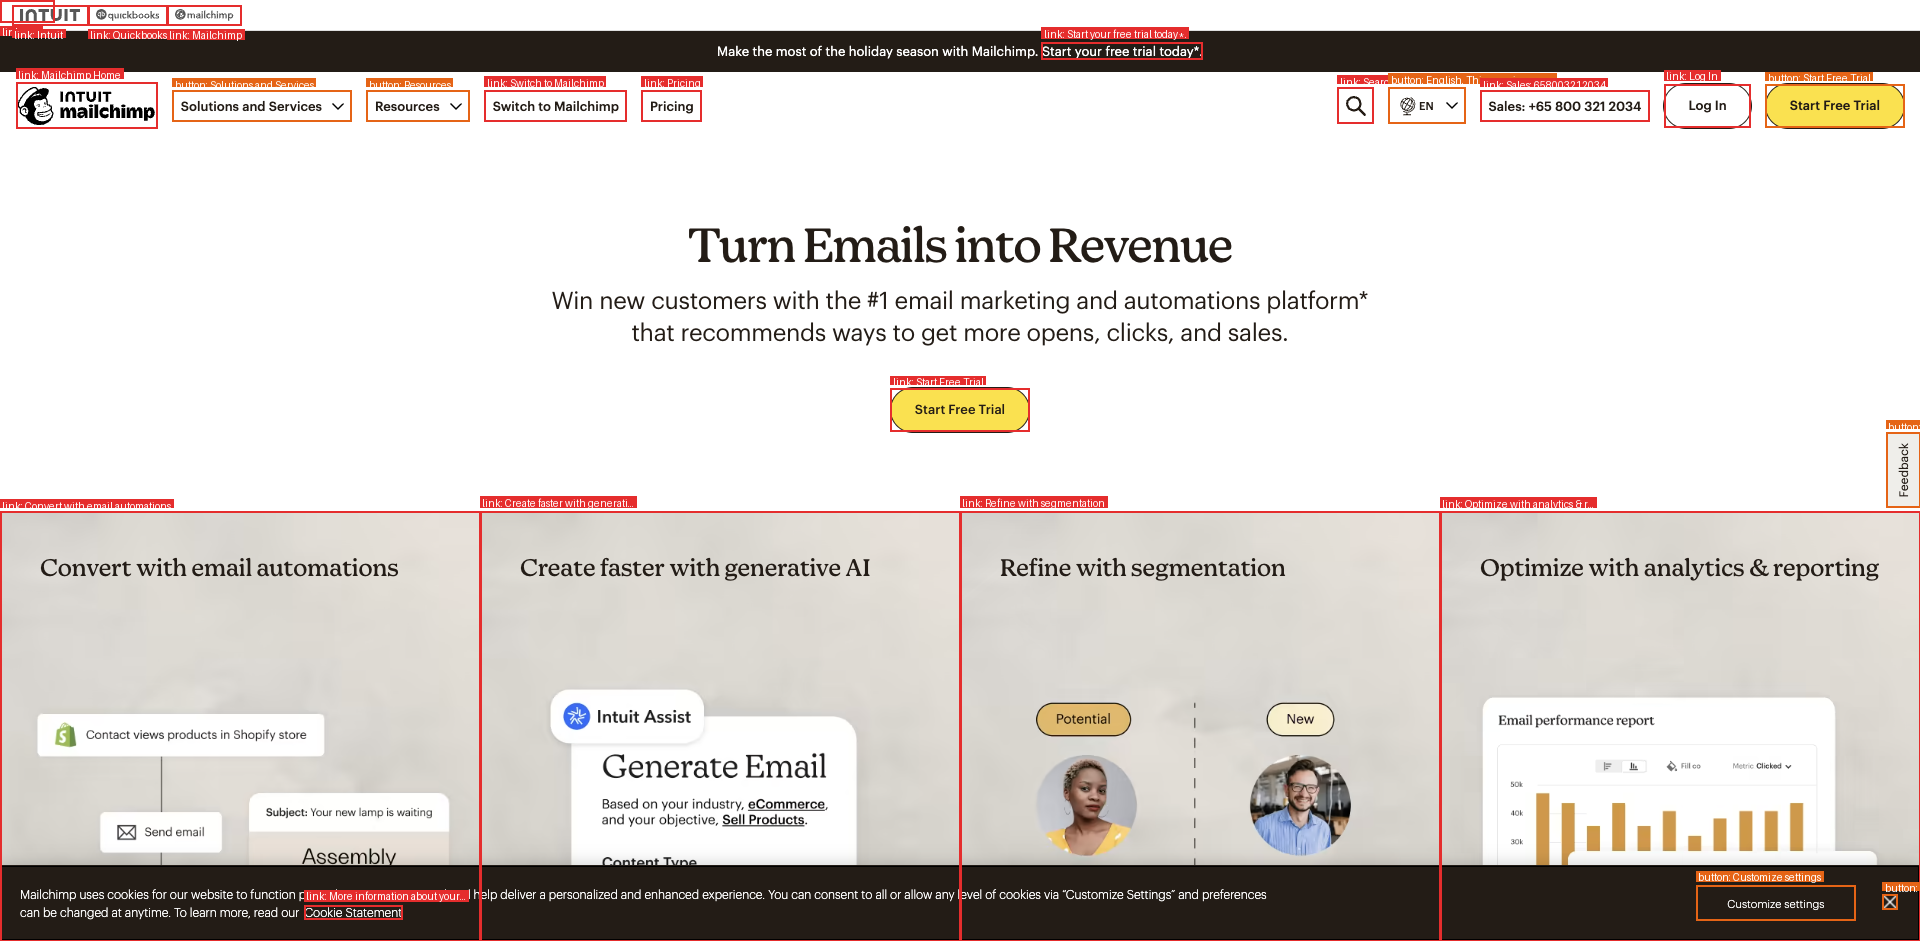 INTUIT
quickbooks
mailchimp
link: Intuit
link: Quickbooks
link: Mailchimp
link: Start your free trial today*.
Make the most of the holiday season with Mailchimp. Start your free trial today*.
link: Mailchimp Home
button: Solutions and Services
button: Resources
link: Switch to Mailchimp
link: Pricing
link: Searc
button: English, Th
link: Sales 658003212034
link: Log In
button: Start Free Trial
INTUIT
mailchimp
Solutions and Services
Resources
Switch to Mailchimp
Pricing
EN
Sales: +65 800 321 2034
Log In
Start Free Trial
Turn Emails into Revenue
Win new customers with the #1 email marketing and automations platform*
that recommends ways to get more opens, clicks, and sales.
link: Start Free Trial
Start Free Trial
button:
Feedback
link: Convert with email automations
link: Create faster with generati...
link: Refine with segmentation
link: Optimize with analytics & r...
Convert with email automations
Create faster with generative AI
Refine with segmentation
Optimize with analytics & reporting
Contact views products in Shopify store
Send email
Subject: Your new lamp is waiting
Assembly
Intuit Assist
Generate Email
Based on your industry, eCommerce,
and your objective, Sell Products.
Content Type
Potential
New
Email performance report
Fill co
Metric Clicked
50k
40k
30k
Mailchimp uses cookies for our website to function p
help deliver a personalized and enhanced experience. You can consent to all or allow any level of cookies via "Customize Settings" and preferences
link: More information about your...
can be changed at anytime. To learn more, read our Cookie Statement
button: Customize settings
Customize settings
button: